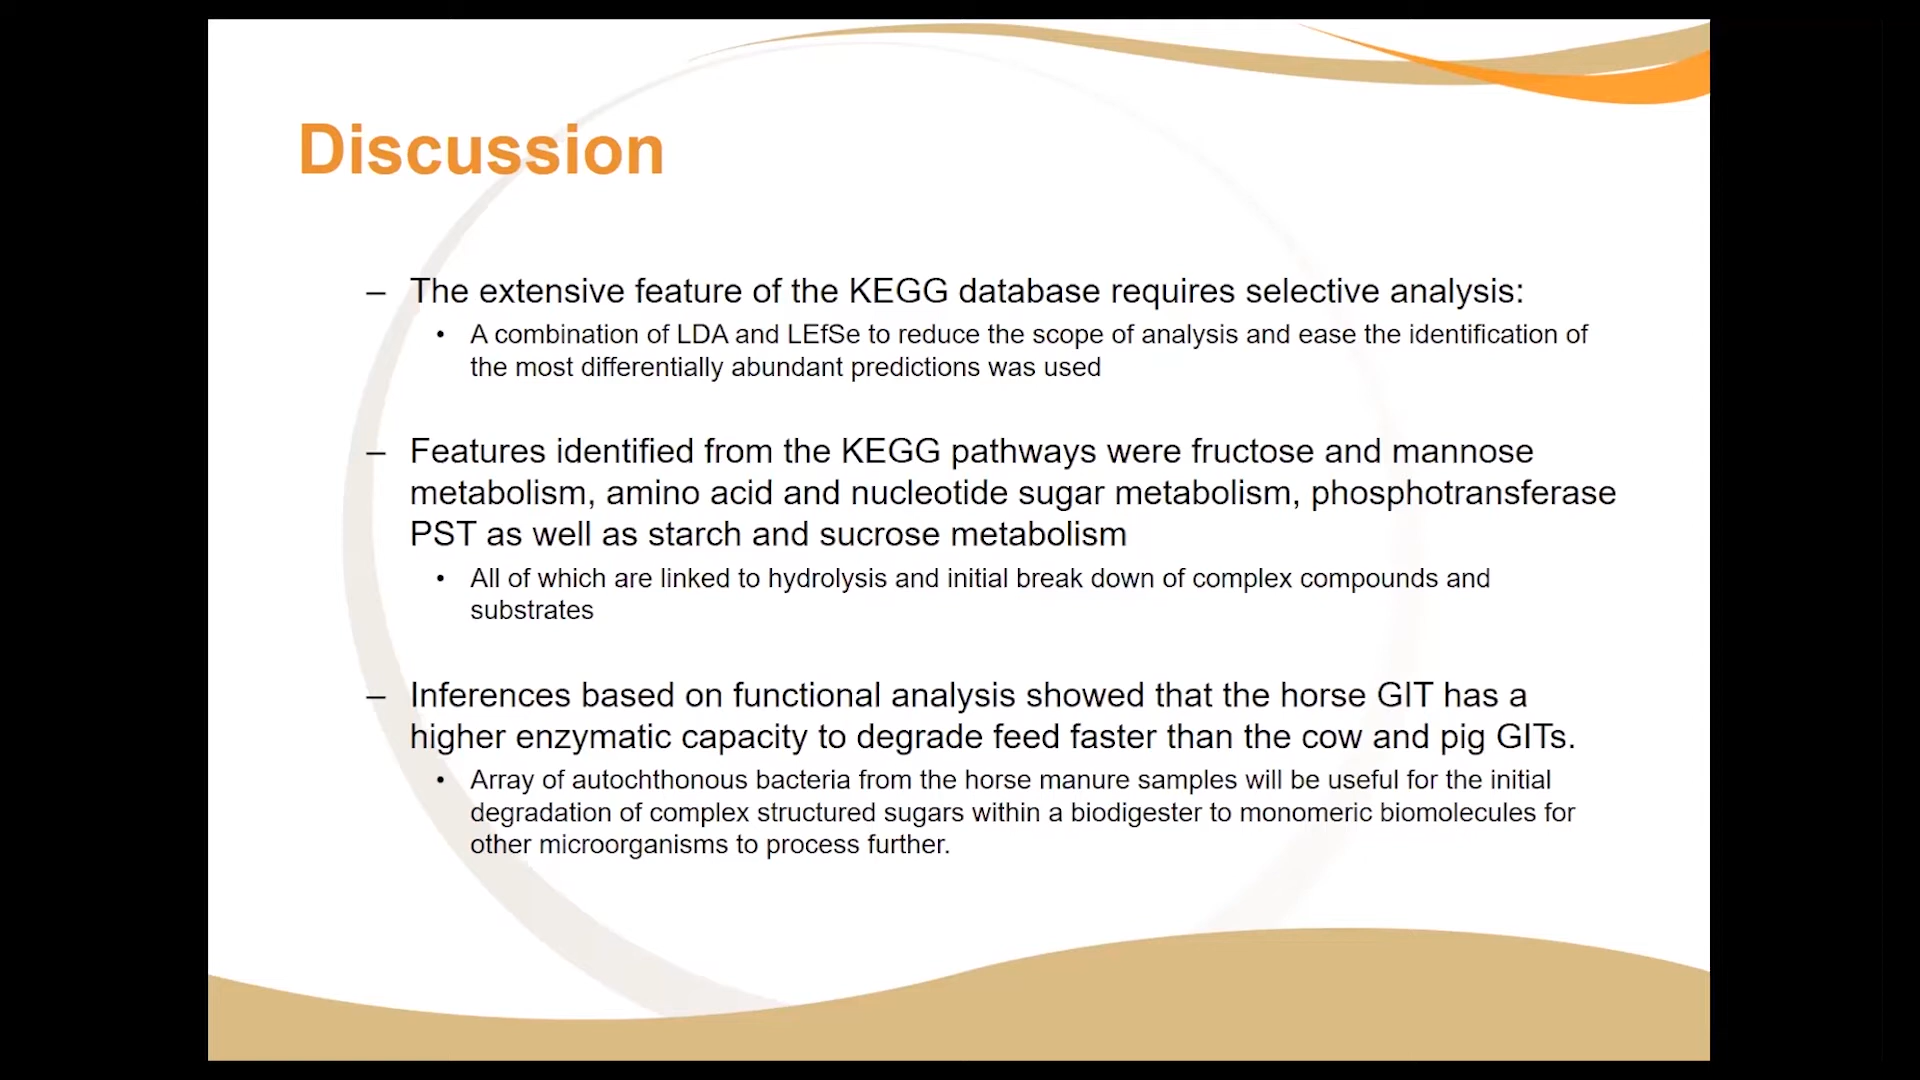 Discussion
– The extensive feature of the KEGG database requires selective analysis:
• A combination of LDA and LEfSe to reduce the scope of analysis and ease the identification of
the most differentially abundant predictions was used
– Features identified from the KEGG pathways were fructose and mannose
metabolism, amino acid and nucleotide sugar metabolism, phosphotransferase
PST as well as starch and sucrose metabolism
• All of which are linked to hydrolysis and initial break down of complex compounds and
substrates
– Inferences based on functional analysis showed that the horse GIT has a
higher enzymatic capacity to degrade feed faster than the cow and pig GITs.
• Array of autochthonous bacteria from the horse manure samples will be useful for the initial
degradation of complex structured sugars within a biodigester to monomeric biomolecules for
other microorganisms to process further.